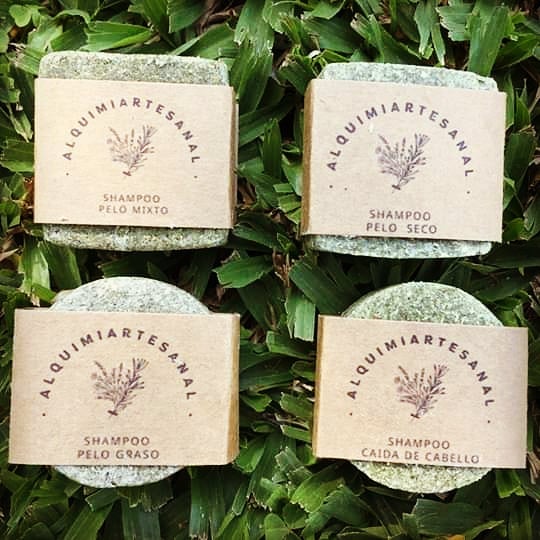 ALQUIMIARTESANAL
SHAMPOO
PELO MIXTO
ALQUIMIARTESANAL
SHAMPOO
PELO SECO
ALQUIMIARTESANAL
SHAMPOO
PELO GRASO
ALQUIMIARTESANAL
SHAMPOO
CAIDA DE CABELLO